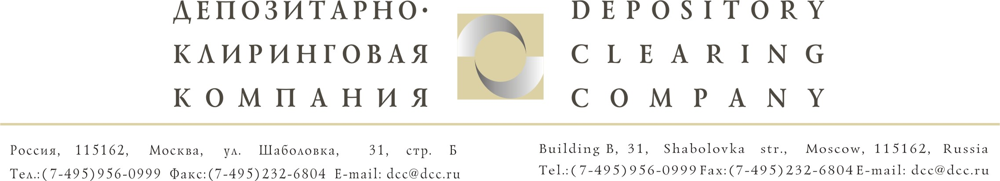 ДЕПОЗИТАРНО·
КЛИРИНГОВАЯ
КОМПАНИЯ
DEPOSITORY
CLEARING
COMPANY
Россия, 115162, Москва, ул. Шаболовка, 31, стр. Б
Тел.:(7-495)956-0999 Факс:(7-495)232-6804 E-mail: dcc@dcc.ru
Building B, 31, Shabolovka str., Moscow, 115162, Russia
Tel.:(7-495)956-0999 Fax:(7-495)232-6804 E-mail: dcc@dcc.ru